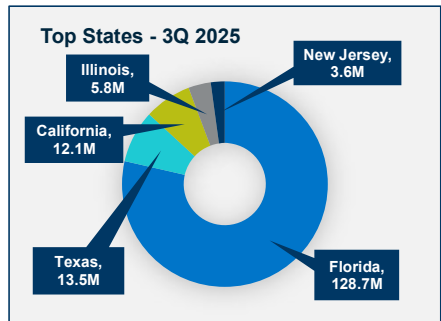 Top States - 3Q 2025
New Jersey,
3.6M
Illinois,
5.8M
California,
12.1M
Texas,
13.5M
Florida,
128.7M